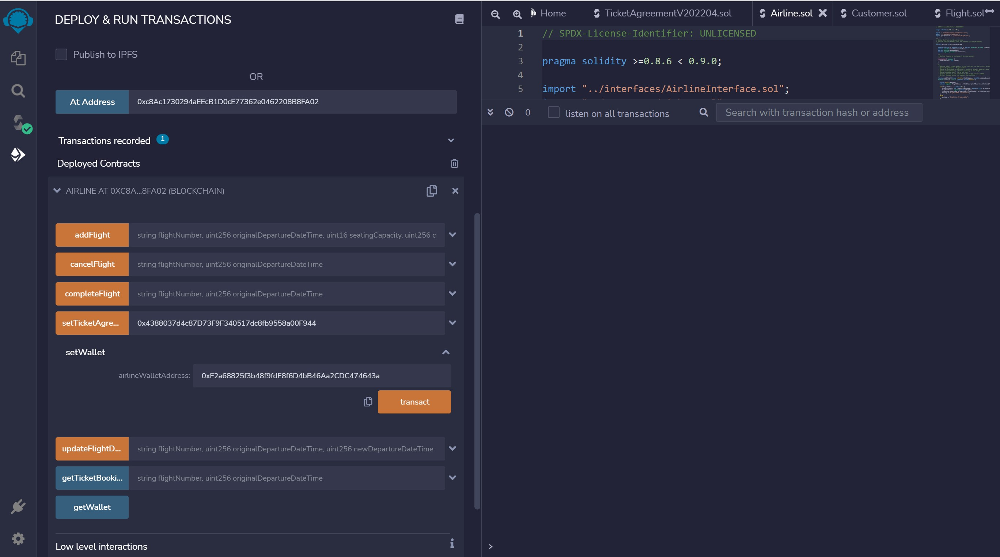 DEPLOY & RUN TRANSACTIONS
Publish to IPFS
OR
At Address 0xc8Ac1730294aEEcB1D0cE77362e0462208B8FA02
Transactions recorded 1
Deployed Contracts
AIRLINE AT 0XC8A...8FA02 (BLOCKCHAIN)
addFlight string flightNumber, uint256 originalDepartureDateTime, uint16 seatingCapacity, uint256 c
cancelFlight string flightNumber, uint256 originalDepartureDateTime
completeFlight string flightNumber, uint256 originalDepartureDateTime
setTicketAgre... 0x4388037d4c87D73F9F340517dc8fb9558a00F944
setWallet
airlineWalletAddress: 0xF2a68825f3b48f9fdE8f6D4bB46Aa2CDC474643a
transact
updateFlightD... string flightNumber, uint256 originalDepartureDateTime, uint256 newDepartureDateTime
getTicketBooki... string flightNumber, uint256 originalDepartureDateTime
getWallet
Low level interactions
Home TicketAgreementV202204.sol Airline.sol Customer.sol Flight.sol
1 // SPDX-License-Identifier: UNLICENSED
2
3 pragma solidity >=0.8.6 < 0.9.0;
4
5 import "../interfaces/AirlineInterface.sol";
0 listen on all transactions Search with transaction hash or address
>